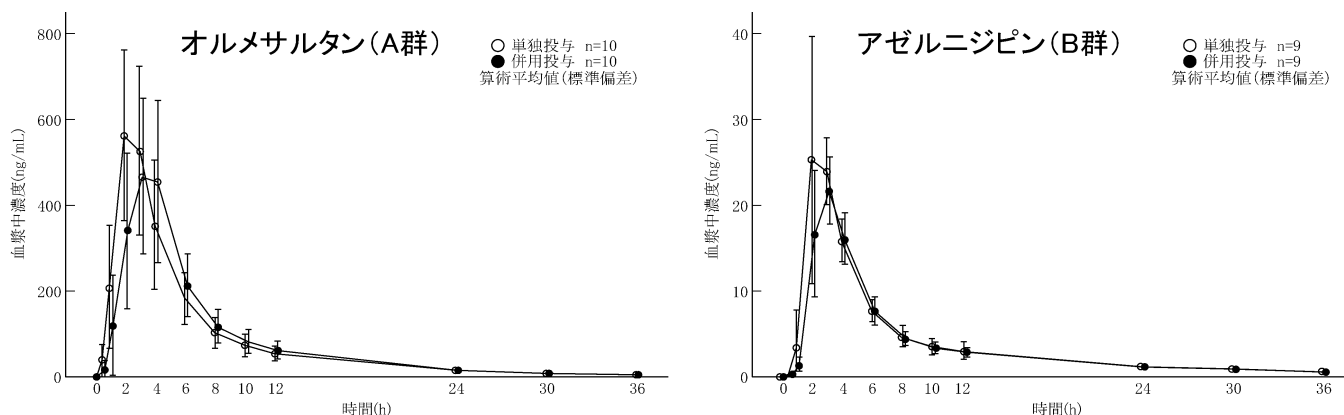 オルメサルタン(A群)
○ 単独投与 n=10
● 併用投与 n=10
算術平均値(標準偏差)
血漿中濃度(ng/mL)
800
600
400
200
0
0 2 4 6 8 10 12 24 30 36
時間(h)
アゼルニジピン(B群)
○ 単独投与 n=9
● 併用投与 n=9
算術平均値(標準偏差)
血漿中濃度(ng/mL)
40
30
20
10
0
0 2 4 6 8 10 12 24 30 36
時間(h)